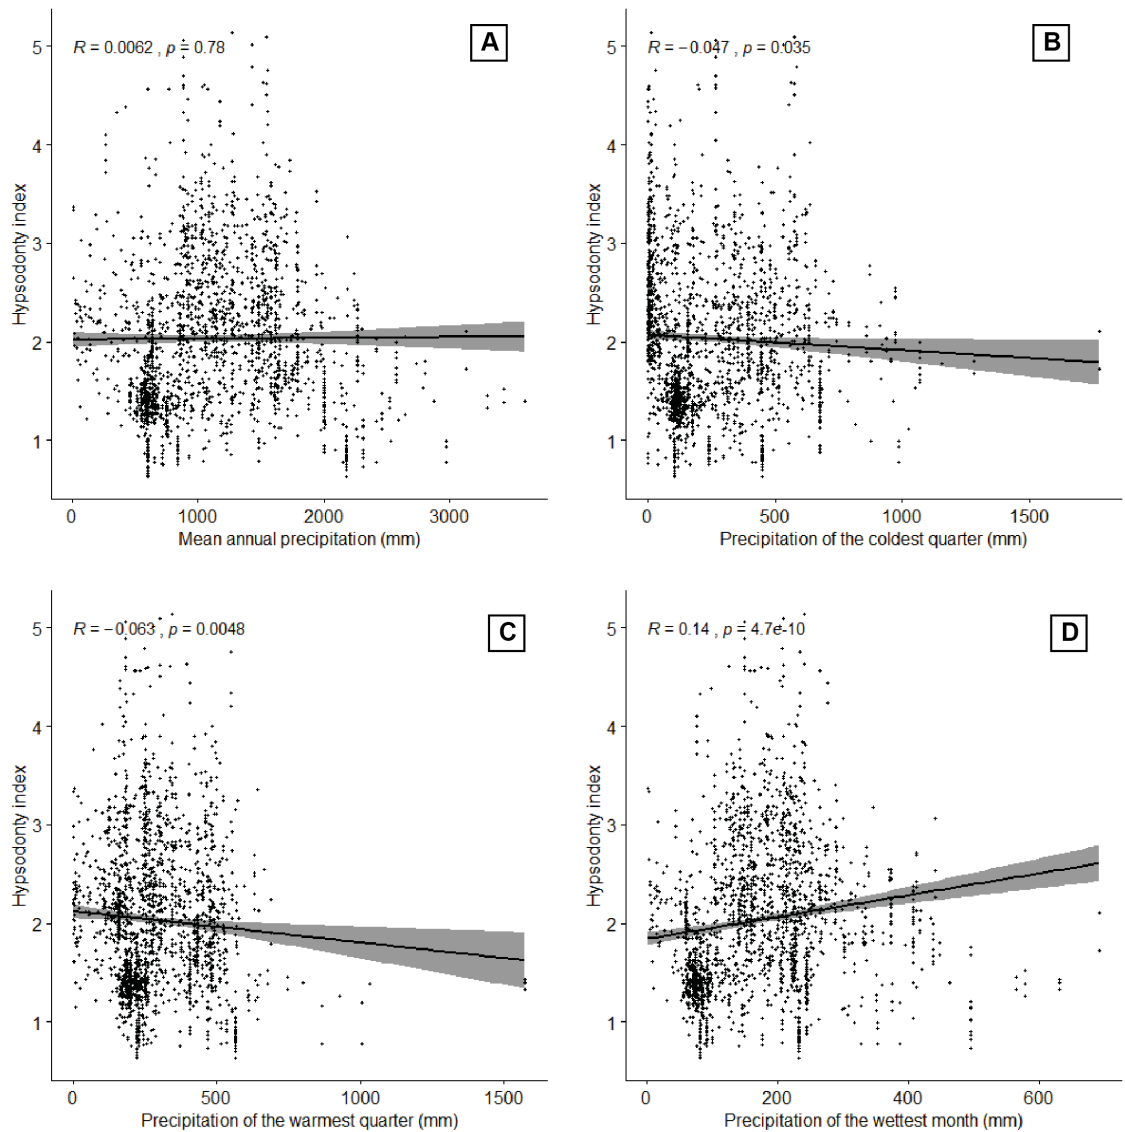 R = 0.0062 , p = 0.78
A
5
4
3
2
1
Hypsodonty index
0 1000 2000 3000
Mean annual precipitation (mm)
R = −0.047 , p = 0.035
B
5
4
3
2
1
Hypsodonty index
0 500 1000 1500
Precipitation of the coldest quarter (mm)
R = −0.063 , p = 0.0048
C
5
4
3
2
1
Hypsodonty index
0 500 1000 1500
Precipitation of the warmest quarter (mm)
R = 0.14 , p = 4.7e-10
D
5
4
3
2
1
Hypsodonty index
0 200 400 600
Precipitation of the wettest month (mm)